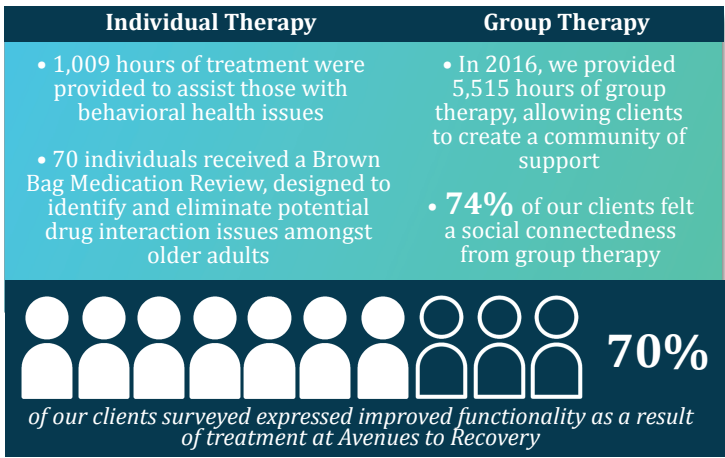 Individual Therapy
• 1,009 hours of treatment were
provided to assist those with
behavioral health issues
• 70 individuals received a Brown
Bag Medication Review, designed to
identify and eliminate potential
drug interaction issues amongst
older adults
Group Therapy
• In 2016, we provided
5,515 hours of group
therapy, allowing clients
to create a community of
support
• 74% of our clients felt
a social connectedness
from group therapy
70%
of our clients surveyed expressed improved functionality as a result
of treatment at Avenues to Recovery